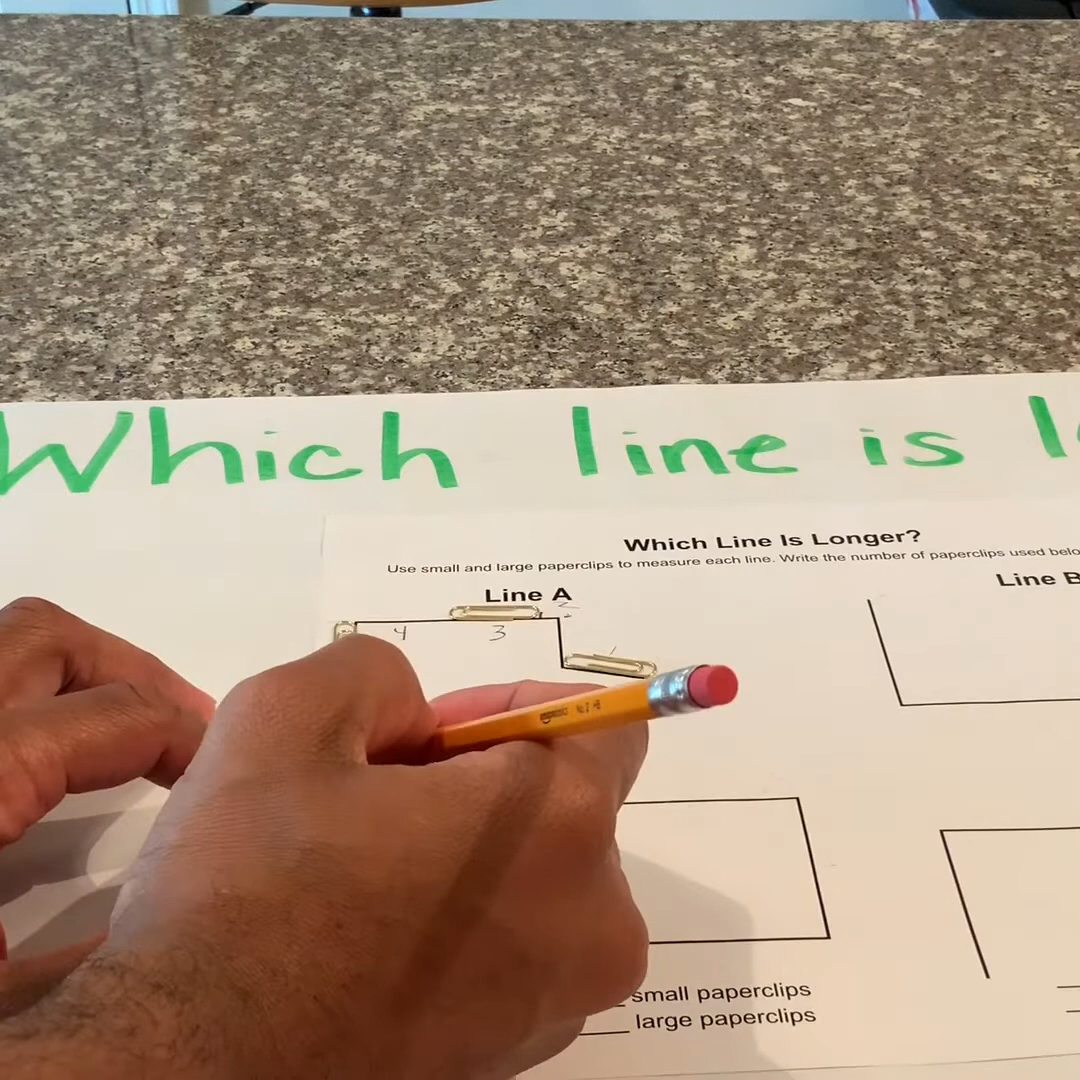 Which line is l
Which Line Is Longer?
Use small and large paperclips to measure each line. Write the number of paperclips used belo
Line A
Line B
4 3
small paperclips
large paperclips